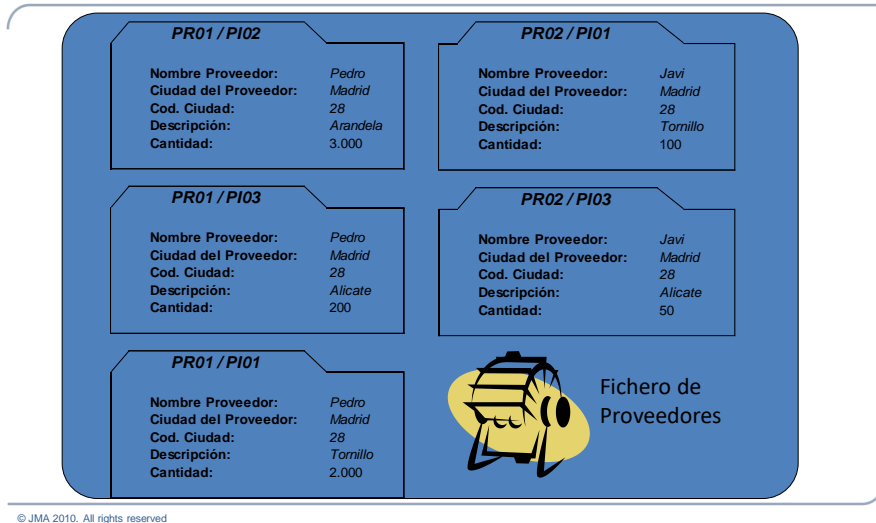 PR01 / PI02
Nombre Proveedor: Pedro
Ciudad del Proveedor: Madrid
Cod. Ciudad: 28
Descripción: Arandela
Cantidad: 3.000
PR02 / PI01
Nombre Proveedor: Javi
Ciudad del Proveedor: Madrid
Cod. Ciudad: 28
Descripción: Tornillo
Cantidad: 100
PR01 / PI03
Nombre Proveedor: Pedro
Ciudad del Proveedor: Madrid
Cod. Ciudad: 28
Descripción: Alicate
Cantidad: 200
PR02 / PI03
Nombre Proveedor: Javi
Ciudad del Proveedor: Madrid
Cod. Ciudad: 28
Descripción: Alicate
Cantidad: 50
PR01 / PI01
Nombre Proveedor: Pedro
Ciudad del Proveedor: Madrid
Cod. Ciudad: 28
Descripción: Tornillo
Cantidad: 2.000
Fichero de
Proveedores
© JMA 2010. All rights reserved